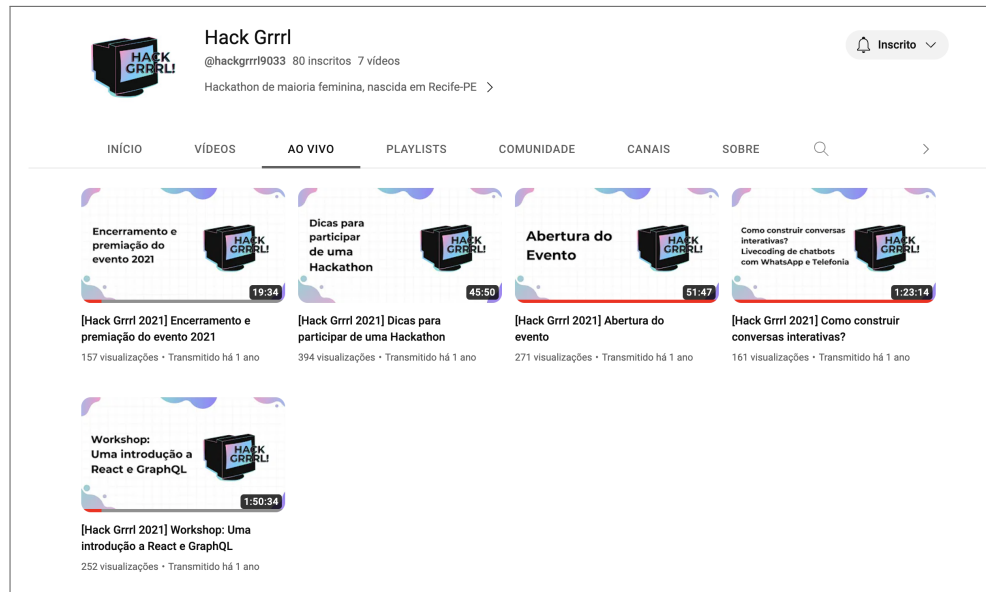 HACK
GRRRL!
Hack Grrrl
@hackgrrrl9033 80 inscritos 7 vídeos
Hackathon de maioria feminina, nascida em Recife-PE
Inscrito
INÍCIO VÍDEOS AO VIVO PLAYLISTS COMUNIDADE CANAIS SOBRE
Encerramento e
premiação do
evento 2021
HACK
GRRRL!
19:34
[Hack Grrrl 2021] Encerramento e
premiação do evento 2021
157 visualizações • Transmitido há 1 ano
Dicas para
participar
de uma
Hackathon
HACK
GRRRL!
45:50
[Hack Grrrl 2021] Dicas para
participar de uma Hackathon
394 visualizações • Transmitido há 1 ano
Abertura do
Evento
HACK
GRRRL!
51:47
[Hack Grrrl 2021] Abertura do
evento
271 visualizações • Transmitido há 1 ano
Como construir conversas
interativas?
Livecoding de chatbots
com WhatsApp e Telefonia
HACK
GRRRL!
1:23:14
[Hack Grrrl 2021] Como construir
conversas interativas?
161 visualizações • Transmitido há 1 ano
Workshop:
Uma introdução a
React e GraphQL
HACK
GRRRL!
1:50:34
[Hack Grrrl 2021] Workshop: Uma
introdução a React e GraphQL
252 visualizações • Transmitido há 1 ano